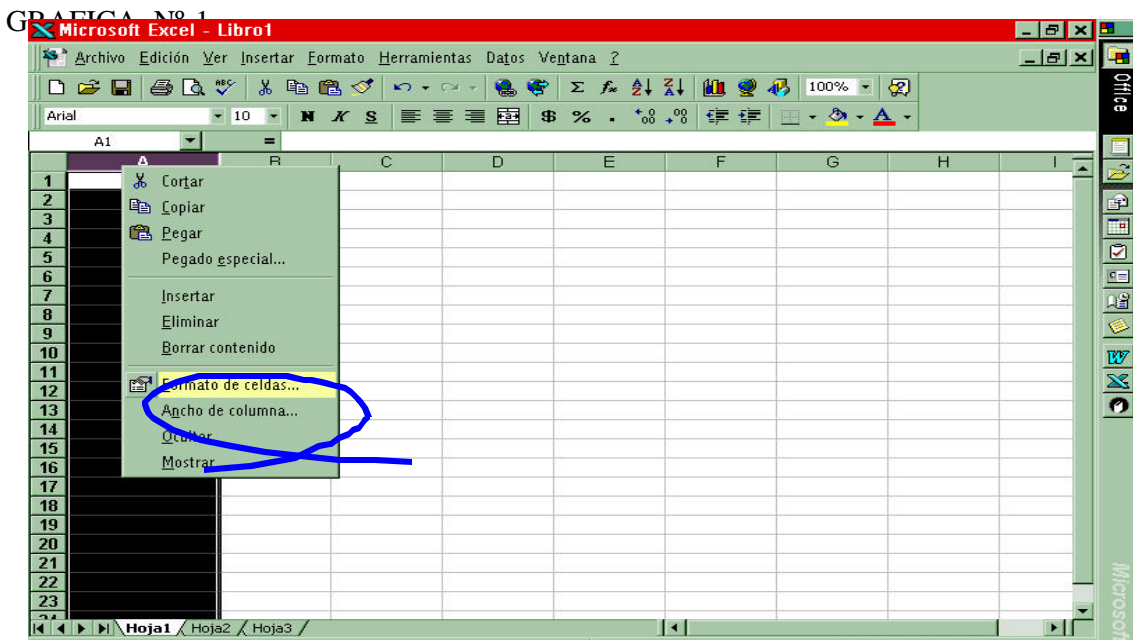 GRAFICA Nº 1
Microsoft Excel - Libro1
Archivo Edición Ver Insertar Formato Herramientas Datos Ventana ?
100%
Arial 10 N K S $ %
A1 =
A B C D E F G H I
1
2
3
4
5
6
7
8
9
10
11
12
13
14
15
16
17
18
19
20
21
22
23
24
Cortar
Copiar
Pegar
Pegado especial...
Insertar
Eliminar
Borrar contenido
Formato de celdas...
Ancho de columna...
Ocultar
Mostrar
Hoja1 Hoja2 Hoja3
Office
Microsoft